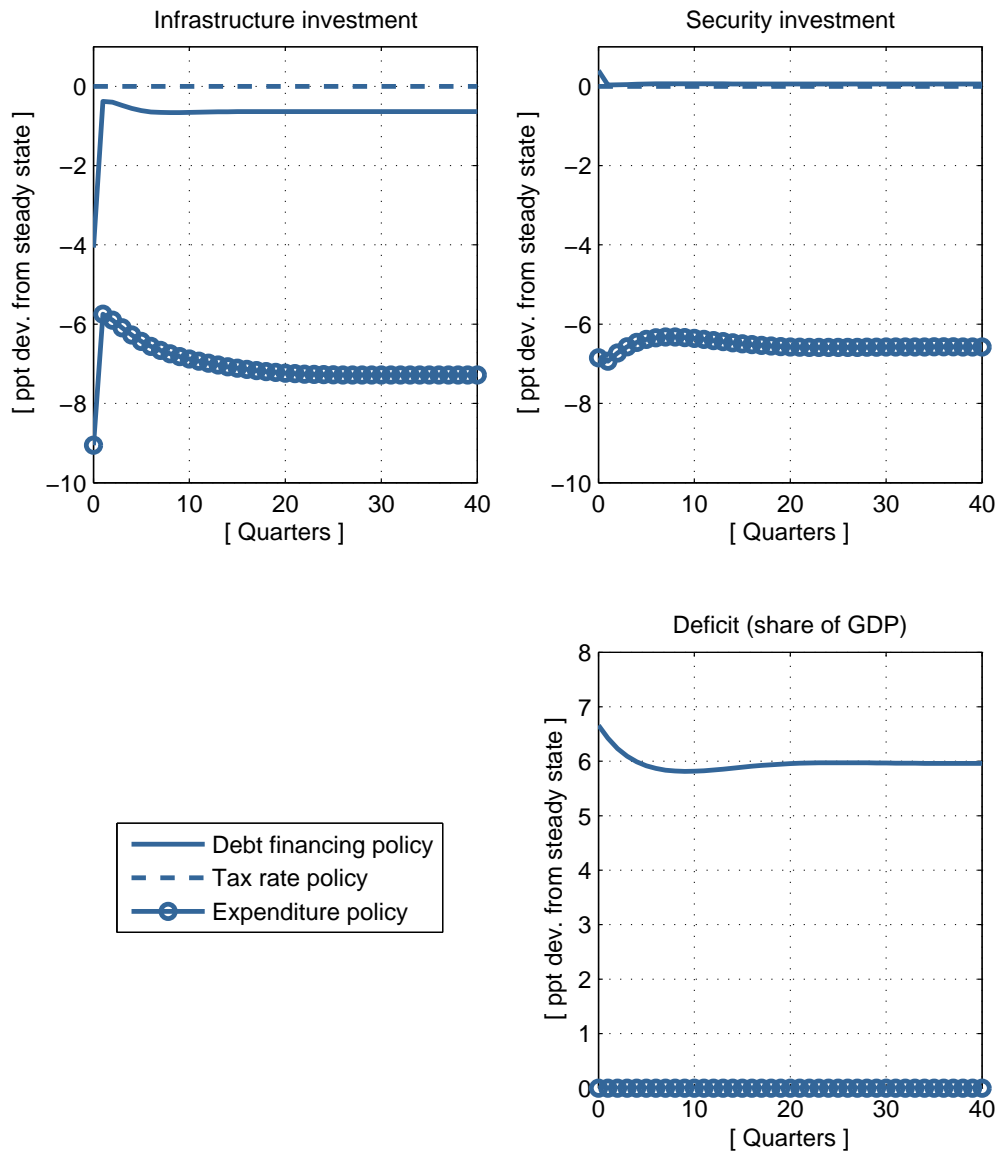 Infrastructure investment
[ ppt dev. from steady state ]
0
−2
−4
−6
−8
−10
0 10 20 30 40
[ Quarters ]
Security investment
[ ppt dev. from steady state ]
0
−2
−4
−6
−8
−10
0 10 20 30 40
[ Quarters ]
Debt financing policy
Tax rate policy
Expenditure policy
Deficit (share of GDP)
[ ppt dev. from steady state ]
8
7
6
5
4
3
2
1
0
0 10 20 30 40
[ Quarters ]